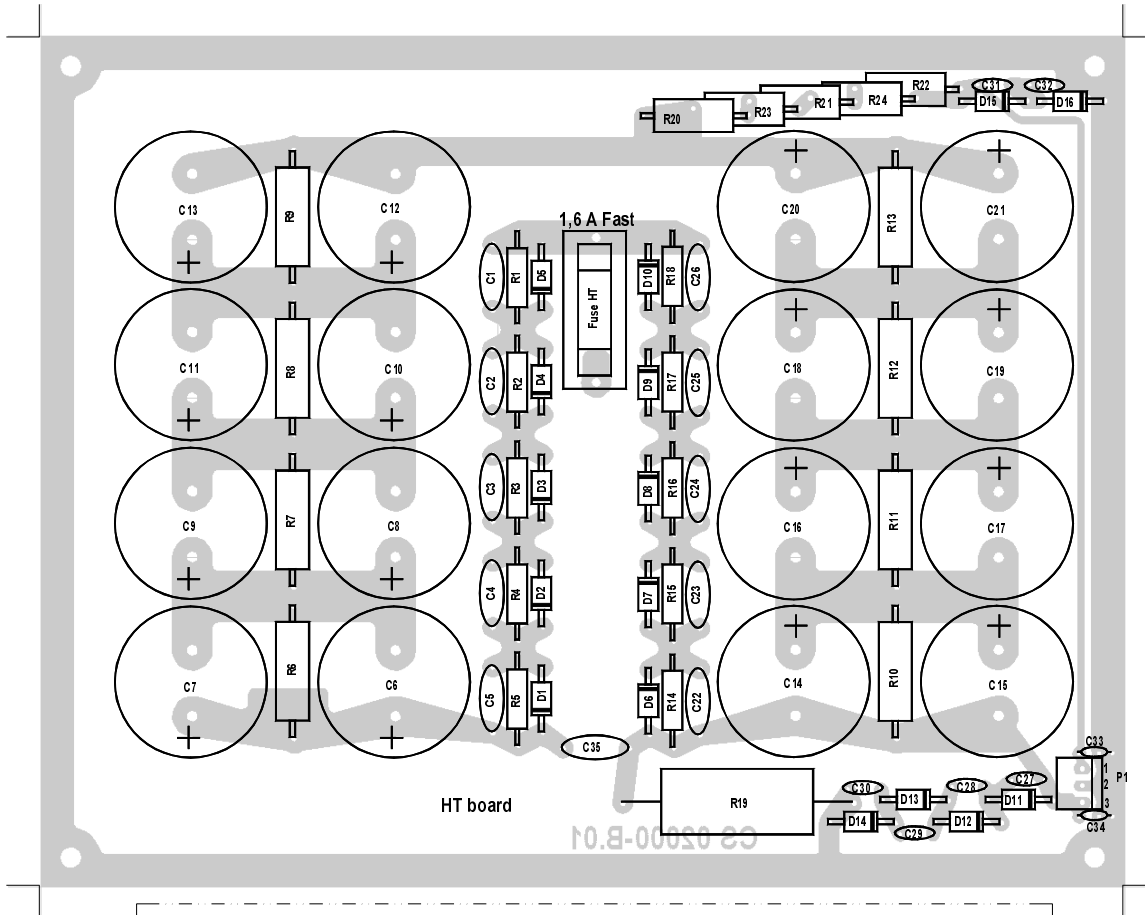 R22 C31 C32
R20 R23 R21 R24 D15 D16
C13 R9 C12 C20 R13 C21
1,6 A Fast
C1 R1 D5 Fuse HT D10 R18 C26
C11 R8 C10 C18 R12 C19
C2 R2 D4 D9 R17 C25
C3 R3 D3 D8 R16 C24
C9 R7 C8 C16 R11 C17
C4 R4 D2 D7 R15 C23
C7 R6 C6 C14 R10 C15
C5 R5 D1 D6 R14 C22
C35 C33
1
P1
2
3
HT board R19 C30 D13 C28 C27 D11
D14 C29 D12 C34
CS 02000-B.01